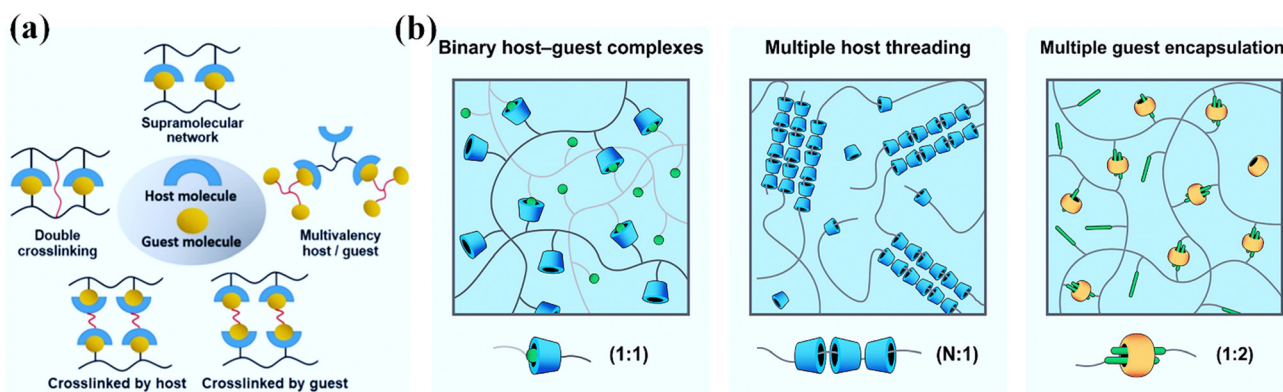 (a)
Supramolecular
network
Host molecule
Guest molecule
Double
crosslinking
Multivalency
host / guest
Crosslinked by host
Crosslinked by guest
(b)
Binary host–guest complexes
Multiple host threading
Multiple guest encapsulation
(1:1)
(N:1)
(1:2)